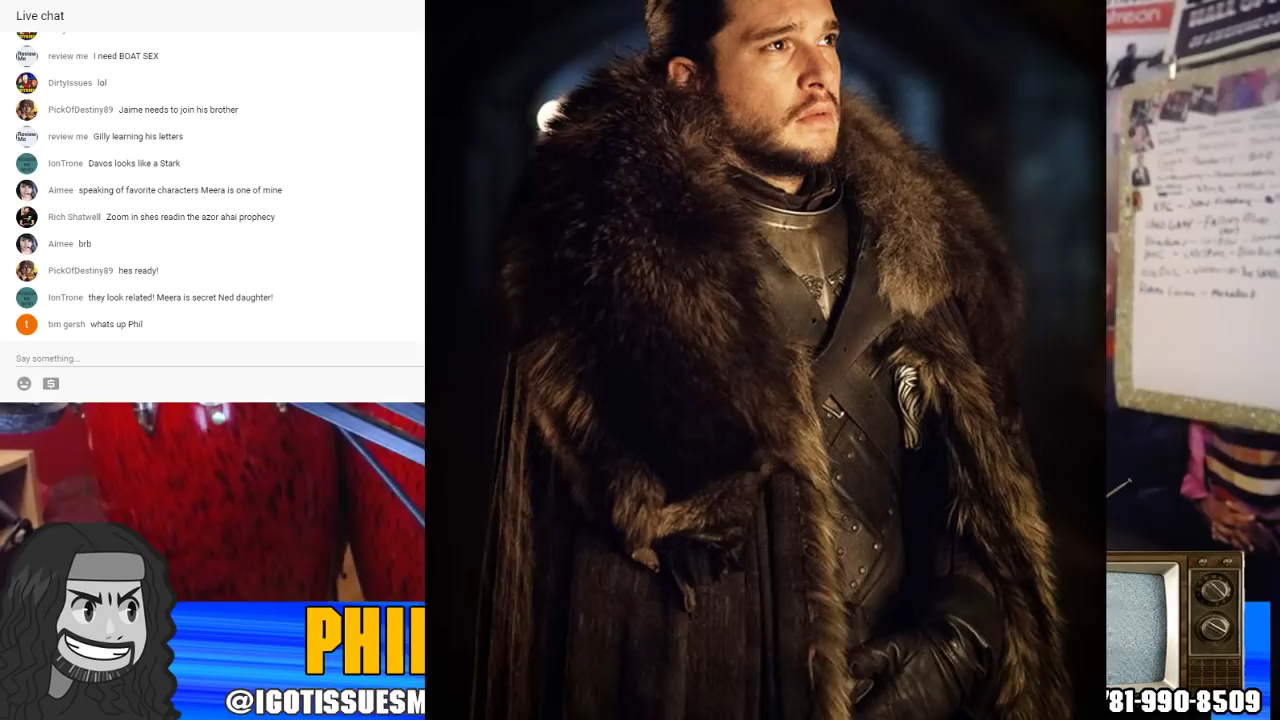 Live chat
review me I need BOAT SEX
DirtyIssues lol
PickOfDestiny89 Jaime needs to join his brother
review me Gilly learning his letters
IonTrone Davos looks like a Stark
Aimee speaking of favorite characters Meera is one of mine
Rich Shatwell Zoom in shes readin the azor ahai prophecy
Aimee brb
PickOfDestiny89 hes ready!
IonTrone they look related! Meera is secret Ned daughter!
t tim gersh whats up Phil
Say something...
PHI
@IGOTISSUESM
781-990-8509